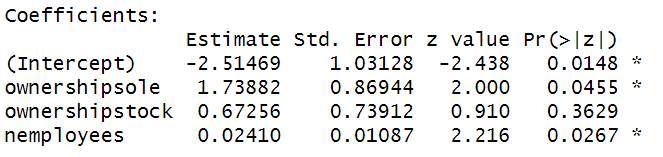 Coefficients:
Estimate Std. Error z value Pr(>|z|)
(Intercept) -2.51469 1.03128 -2.438 0.0148 *
ownershipsole 1.73882 0.86944 2.000 0.0455 *
ownershipstock 0.67256 0.73912 0.910 0.3629
nemployees 0.02410 0.01087 2.216 0.0267 *